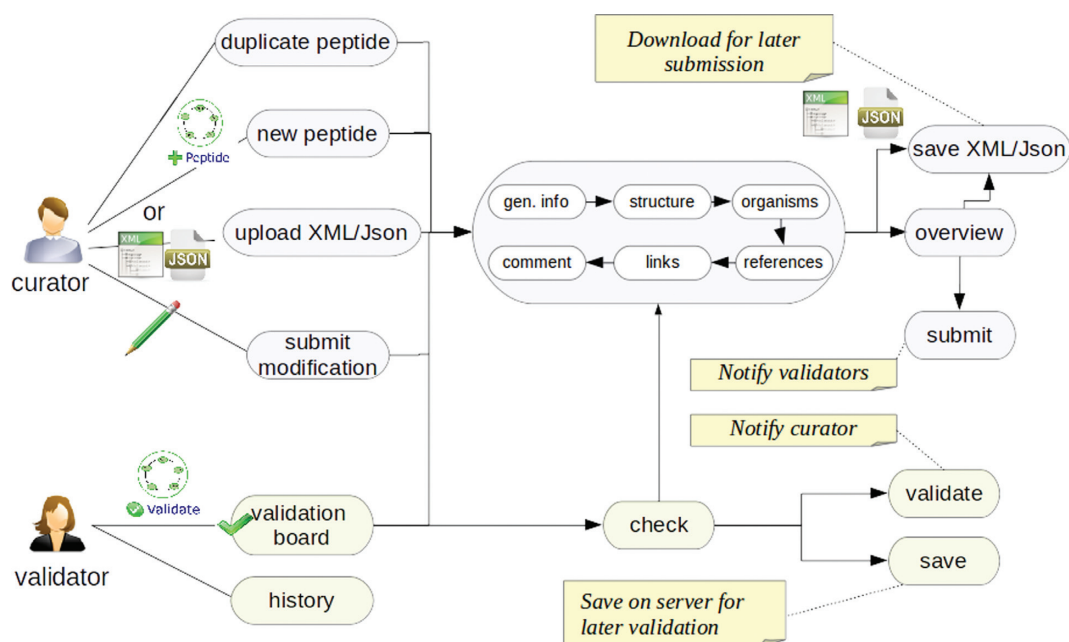 duplicate peptide
Download for later
submission
XML
JSON
new peptide
Peptide
save XML/Json
or
gen. info
structure
organisms
XML
JSON
upload XML/Json
overview
curator
comment
links
references
submit
modification
submit
Notify validators
Notify curator
Validate
validation
board
check
validate
validator
save
history
Save on server for
later validation